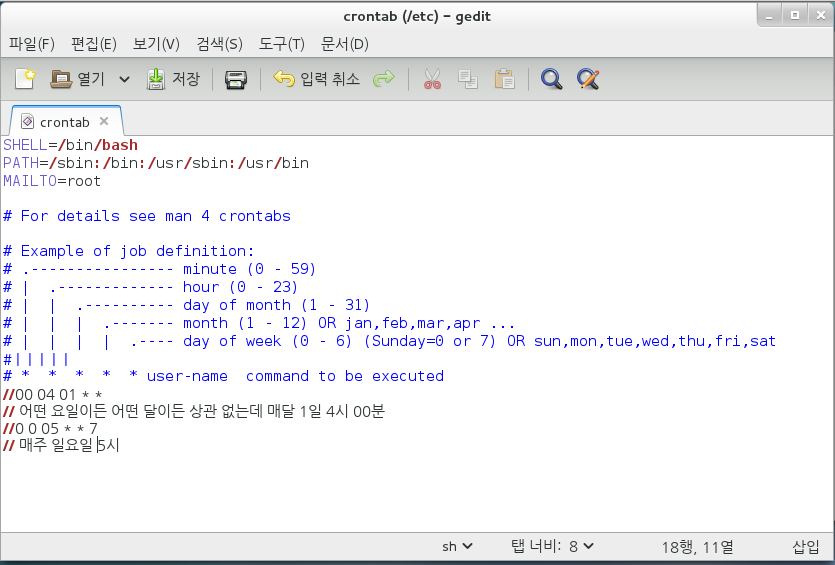 crontab (/etc) - gedit
파일(F) 편집(E) 보기(V) 검색(S) 도구(T) 문서(D)
열기 저장 입력 취소
crontab
SHELL=/bin/bash
PATH=/sbin:/bin:/usr/sbin:/usr/bin
MAILTO=root
# For details see man 4 crontabs
# Example of job definition:
# .---------------- minute (0 - 59)
# |  .------------- hour (0 - 23)
# |  |  .---------- day of month (1 - 31)
# |  |  |  .------- month (1 - 12) OR jan,feb,mar,apr ...
# |  |  |  |  .---- day of week (0 - 6) (Sunday=0 or 7) OR sun,mon,tue,wed,thu,fri,sat
#| | | | |
# *  *  *  *  * user-name  command to be executed
//00 04 01 * *
// 어떤 요일이든 어떤 달이든 상관 없는데 매달 1일 4시 00분
//0 0 05 * * 7
// 매주 일요일 5시
sh 탭 너비: 8 18행, 11열 삽입